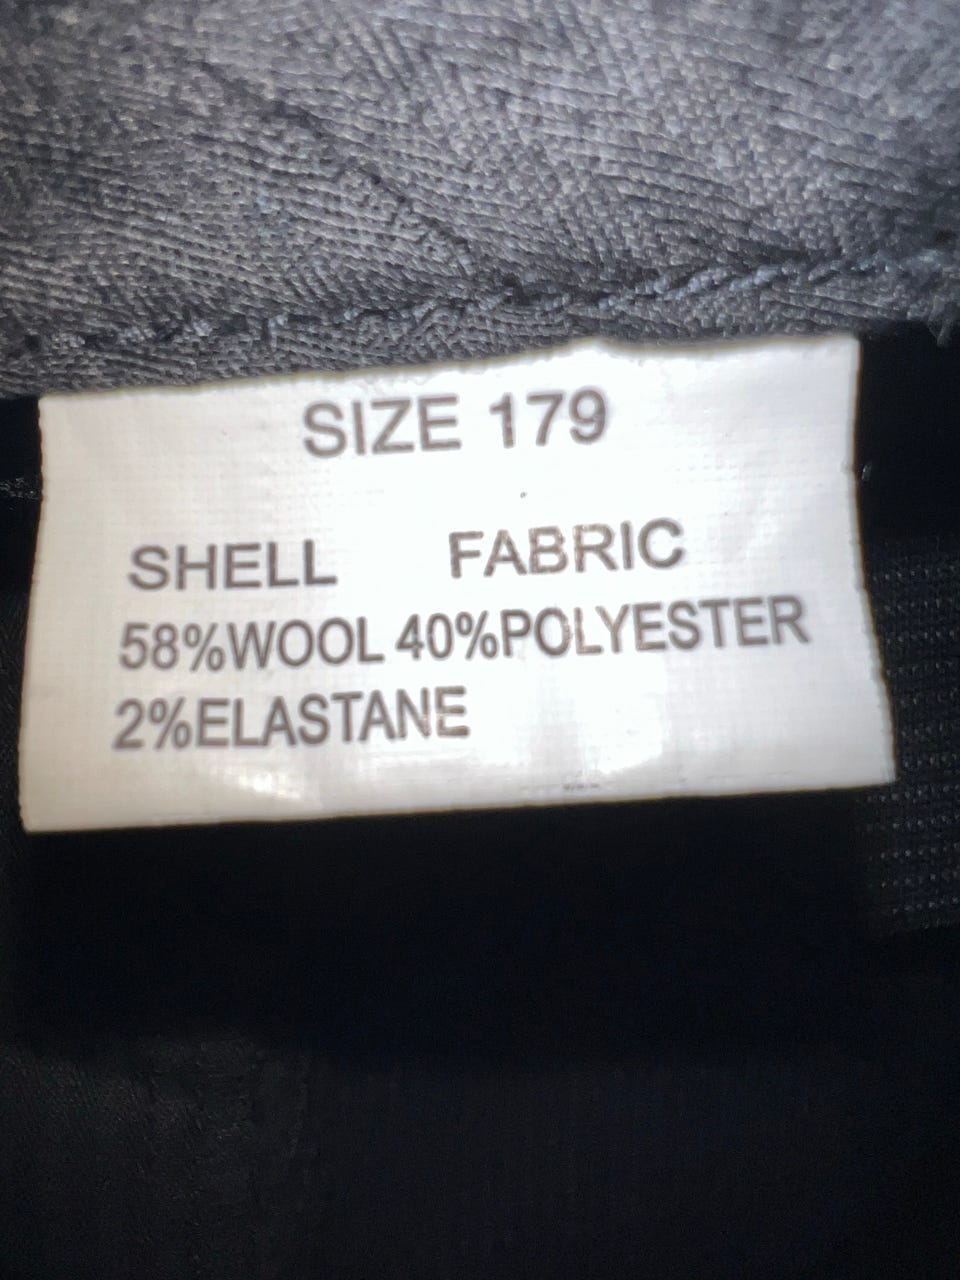 SIZE 179
SHELL FABRIC
58%WOOL 40%POLYESTER
2%ELASTANE